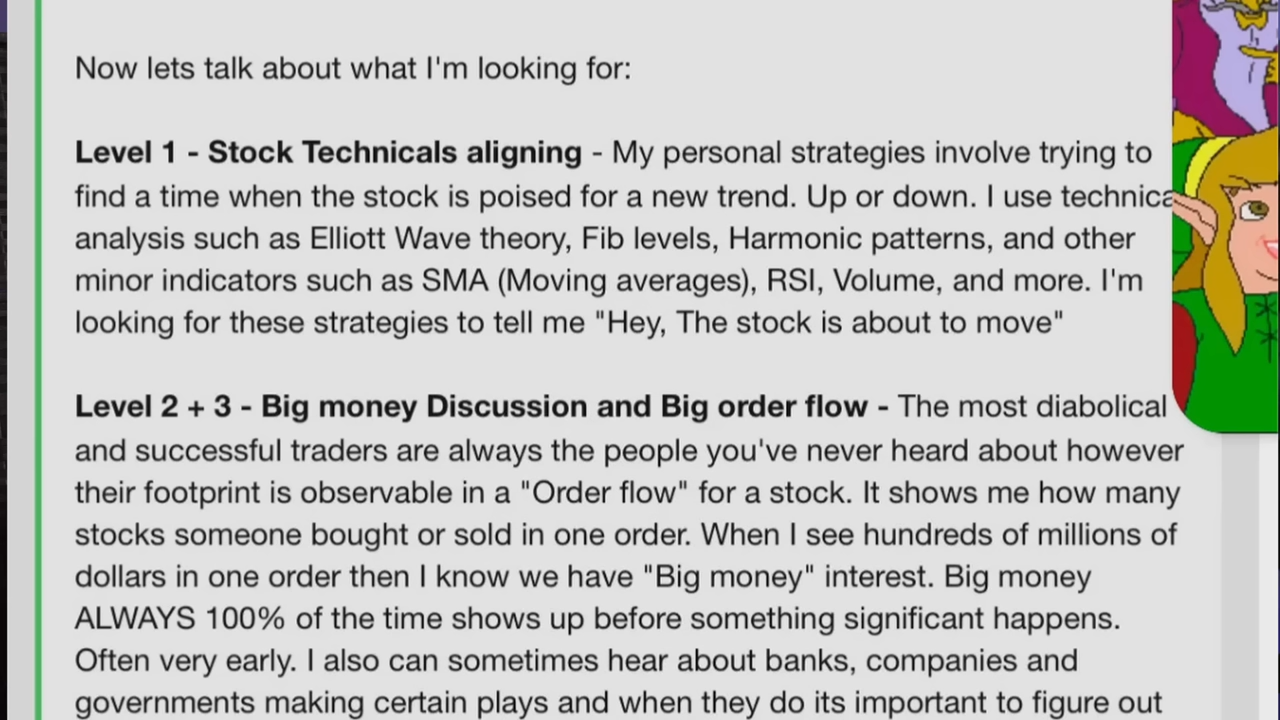 Now lets talk about what I'm looking for:
Level 1 - Stock Technicals aligning - My personal strategies involve trying to
find a time when the stock is poised for a new trend. Up or down. I use technica
analysis such as Elliott Wave theory, Fib levels, Harmonic patterns, and other
minor indicators such as SMA (Moving averages), RSI, Volume, and more. I'm
looking for these strategies to tell me "Hey, The stock is about to move"
Level 2 + 3 - Big money Discussion and Big order flow - The most diabolical
and successful traders are always the people you've never heard about however
their footprint is observable in a "Order flow" for a stock. It shows me how many
stocks someone bought or sold in one order. When I see hundreds of millions of
dollars in one order then I know we have "Big money" interest. Big money
ALWAYS 100% of the time shows up before something significant happens.
Often very early. I also can sometimes hear about banks, companies and
governments making certain plays and when they do its important to figure out